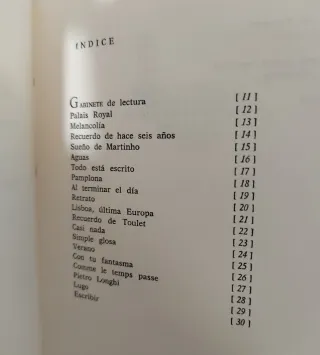 INDICE
GABINETE de lectura [ 11 ]
Palais Royal [ 12 ]
Melancolía [ 13 ]
Recuerdo de hace seis años [ 14 ]
Sueño de Martinho [ 15 ]
Aguas [ 16 ]
Todo está escrito [ 17 ]
Pamplona [ 18 ]
Al terminar el día [ 19 ]
Retrato [ 20 ]
Lisboa, última Europa [ 21 ]
Recuerdo de Toulet [ 22 ]
Casi nada [ 23 ]
Simple glosa [ 24 ]
Verano [ 25 ]
Con tu fantasma [ 26 ]
Comme le temps passe [ 27 ]
Pietro Longhi [ 28 ]
Lugo [ 29 ]
Escribir [ 30 ]